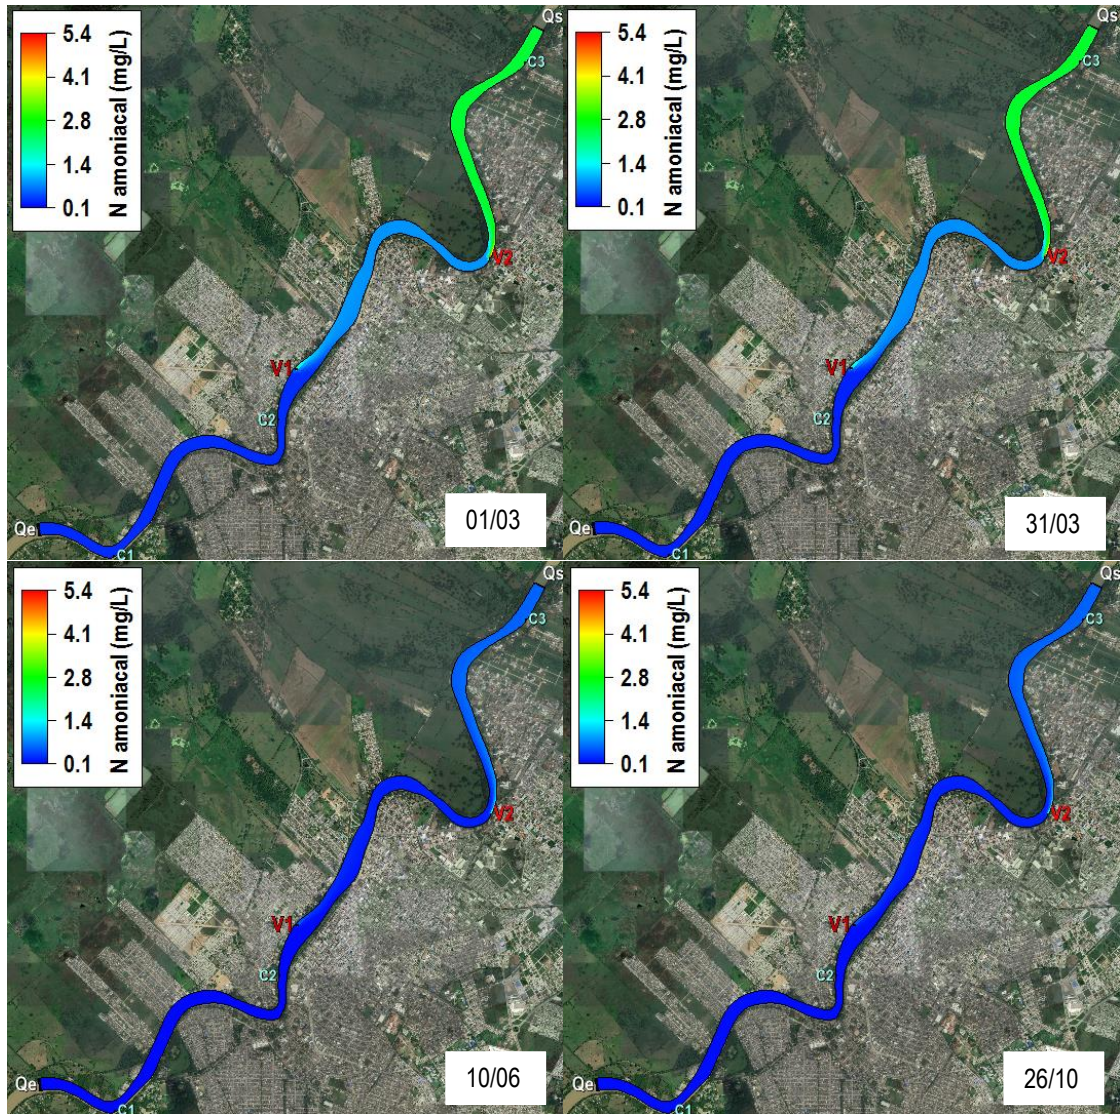 5.4
4.1
2.8
1.4
0.1
N amoniacal (mg/L)
Qs
C3
V2
V1
C2
Qe
C1
01/03
5.4
4.1
2.8
1.4
0.1
N amoniacal (mg/L)
Qs
C3
V2
V1
C2
Qe
C1
31/03
5.4
4.1
2.8
1.4
0.1
N amoniacal (mg/L)
Qs
C3
V2
V1
C2
Qe
C1
10/06
5.4
4.1
2.8
1.4
0.1
N amoniacal (mg/L)
Qs
C3
V2
V1
C2
Qe
C1
26/10